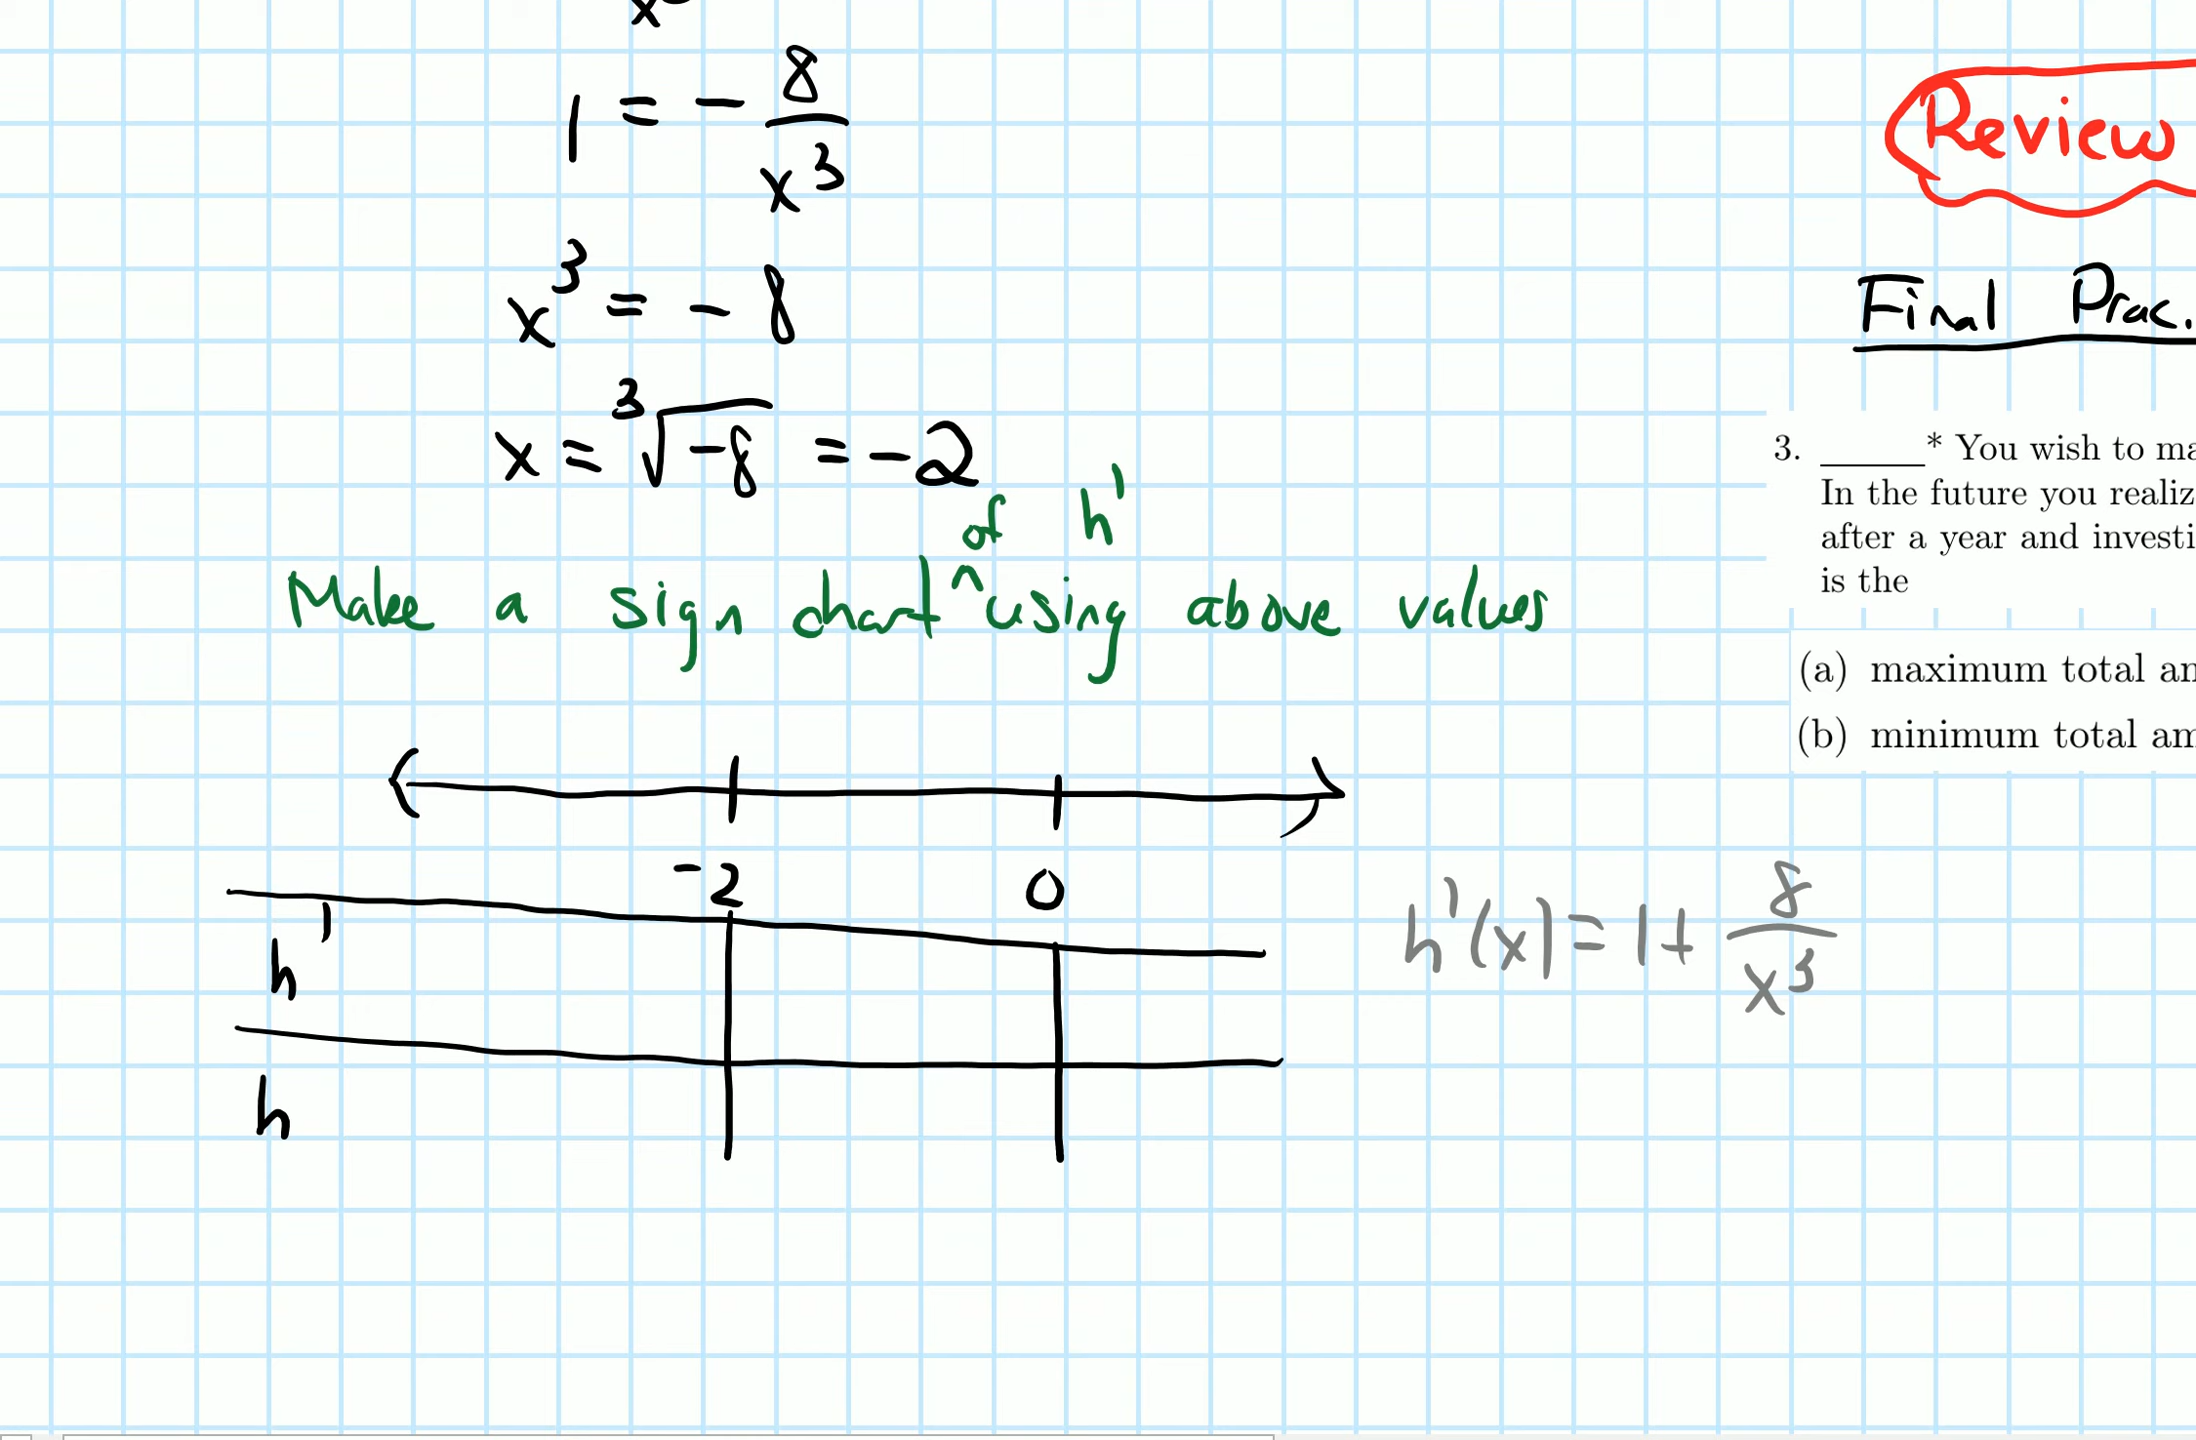 1 = - 8/x³
x³ = - 8
x = ³√-8 = -2
of h'
Make a sign chart ^ using above values
-2 0
h'
h
h'(x) = 1 + 8/x³
Review
Final Prac.
3. ______* You wish to ma
In the future you realiz
after a year and investi
is the
(a) maximum total an
(b) minimum total am